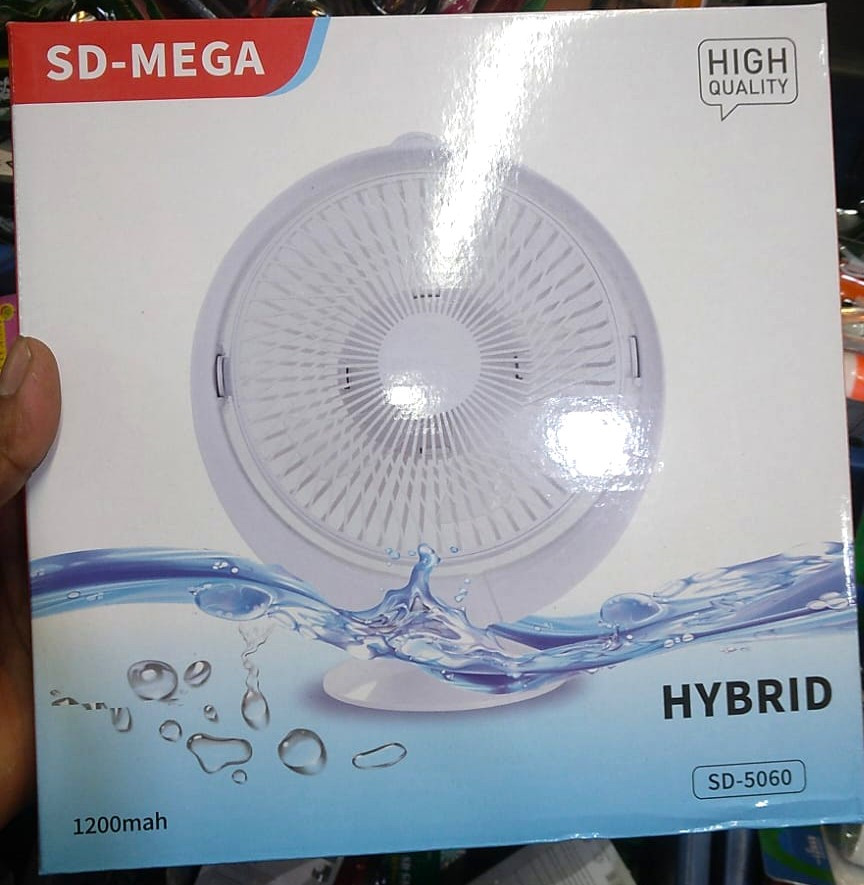 SD-MEGA
HIGH
QUALITY
HYBRID
SD-5060
1200mah